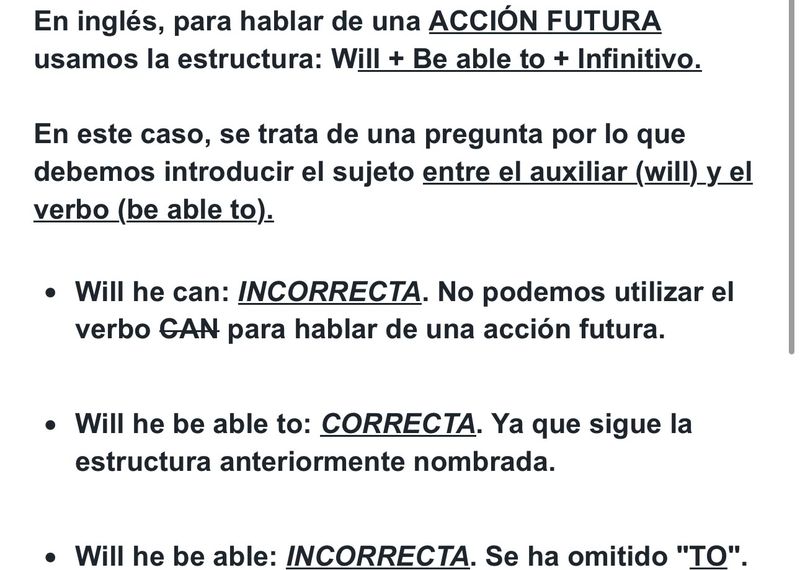 En inglés, para hablar de una ACCIÓN FUTURA
usamos la estructura: Will + Be able to + Infinitivo.
En este caso, se trata de una pregunta por lo que
debemos introducir el sujeto entre el auxiliar (will) y el
verbo (be able to).
• Will he can: INCORRECTA. No podemos utilizar el
verbo CAN para hablar de una acción futura.
• Will he be able to: CORRECTA. Ya que sigue la
estructura anteriormente nombrada.
• Will he be able: INCORRECTA. Se ha omitido "TO".